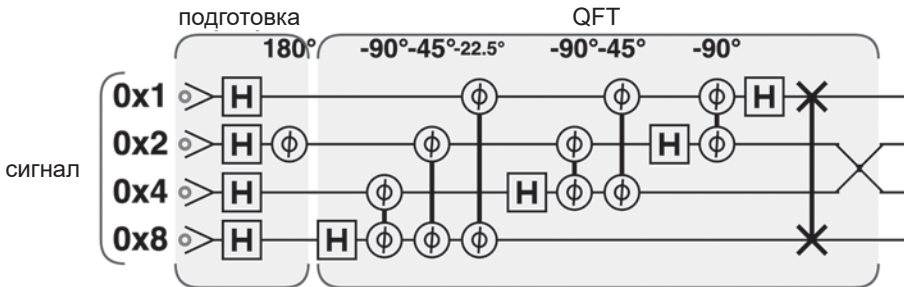 подготовка QFT
180° -90°-45°-22.5° -90°-45° -90°
0x1 H H
0x2 H ϕ ϕ ϕ ϕ H ϕ
сигнал
0x4 H ϕ H ϕ ϕ
0x8 H H ϕ ϕ ϕ